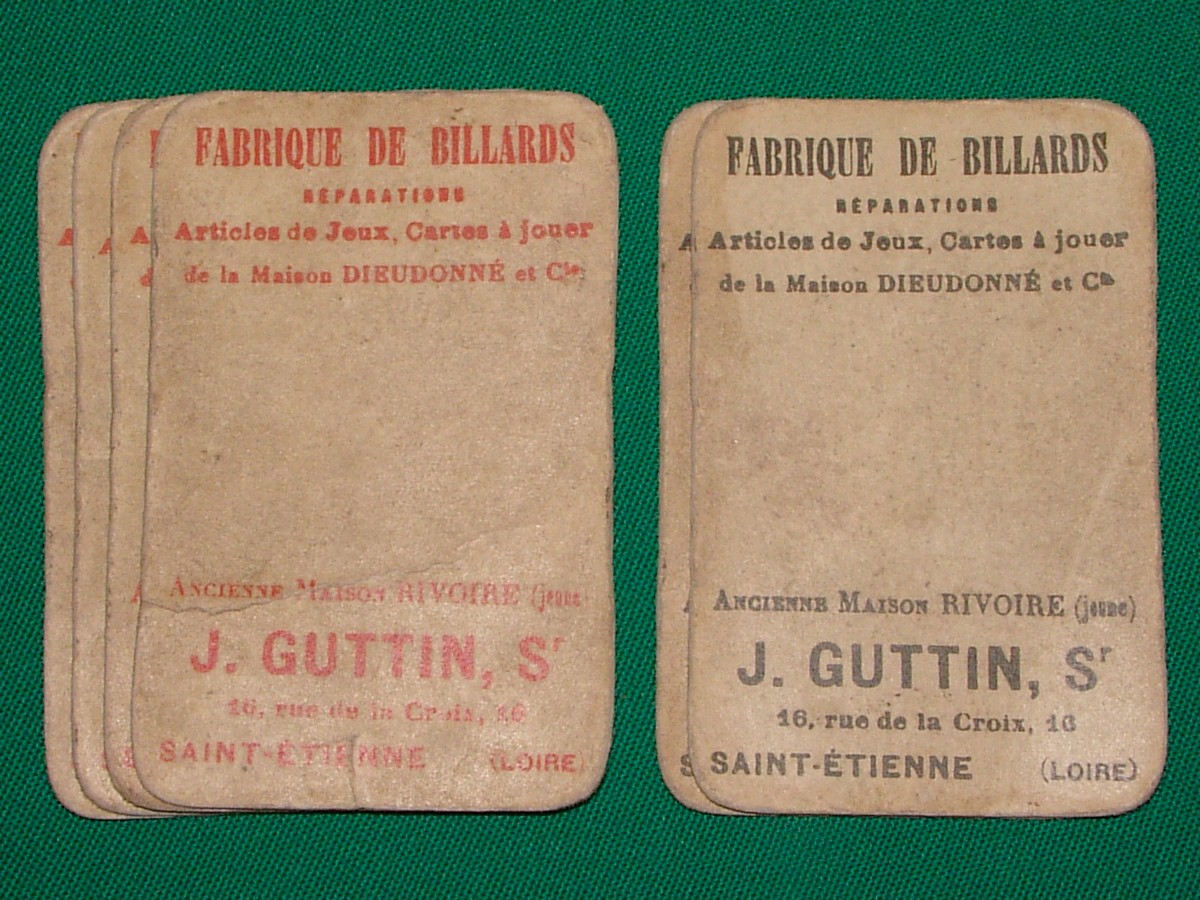 FABRIQUE DE BILLARDS
RÉPARATIONS
Articles de Jeux, Cartes à jouer
de la Maison DIEUDONNÉ et Cie
ANCIENNE MAISON RIVOIRE (jeune)
J. GUTTIN, Sr
16, rue de la Croix, 16
SAINT-ÉTIENNE (LOIRE)
FABRIQUE DE BILLARDS
RÉPARATIONS
Articles de Jeux, Cartes à jouer
de la Maison DIEUDONNÉ et Cie
ANCIENNE MAISON RIVOIRE (jeune)
J. GUTTIN, Sr
16, rue de la Croix, 16
SAINT-ÉTIENNE (LOIRE)